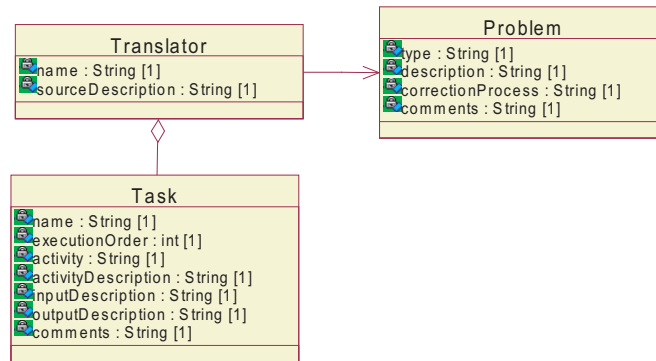 Translator
name : String [1]
sourceDescription : String [1]
Problem
type : String [1]
description : String [1]
correctionProcess : String [1]
comments : String [1]
Task
name : String [1]
executionOrder : int [1]
activity : String [1]
activityDescription : String [1]
inputDescription : String [1]
outputDescription : String [1]
comments : String [1]